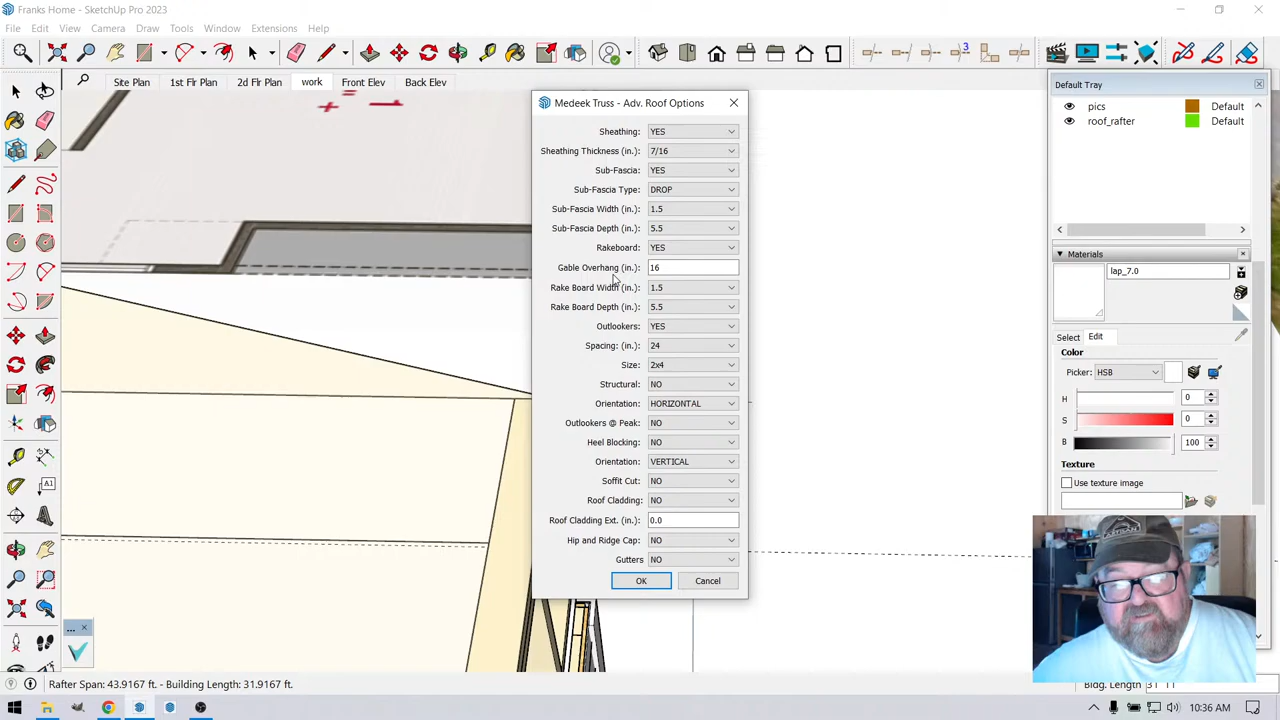 Franks Home - SketchUp Pro 2023
File Edit View Camera Draw Tools Window Extensions Help
3
Site Plan 1st Flr Plan 2d Flr Plan work Front Elev Back Elev
Medeek Truss - Adv. Roof Options
Sheathing: YES
Sheathing Thickness (in.): 7/16
Sub-Fascia: YES
Sub-Fascia Type: DROP
Sub-Fascia Width (in.): 1.5
Sub-Fascia Depth (in.): 5.5
Rakeboard: YES
Gable Overhang (in.): 16
Rake Board Width (in.): 1.5
Rake Board Depth (in.): 5.5
Outlookers: YES
Spacing: (in.): 24
Size: 2x4
Structural: NO
Orientation: HORIZONTAL
Outlookers @ Peak: NO
Heel Blocking: NO
Orientation: VERTICAL
Soffit Cut: NO
Roof Cladding: NO
Roof Cladding Ext. (in.): 0.0
Hip and Ridge Cap: NO
Gutters NO
OK Cancel
Default Tray
pics Default
roof_rafter Default
Materials
lap_7.0
Select Edit
Color
Picker: HSB
H 0
S 0
B 100
Texture
Use texture image
...
Rafter Span: 43.9167 ft. - Building Length: 31.9167 ft.
Bldg. Length 31' 11"
10:36 AM